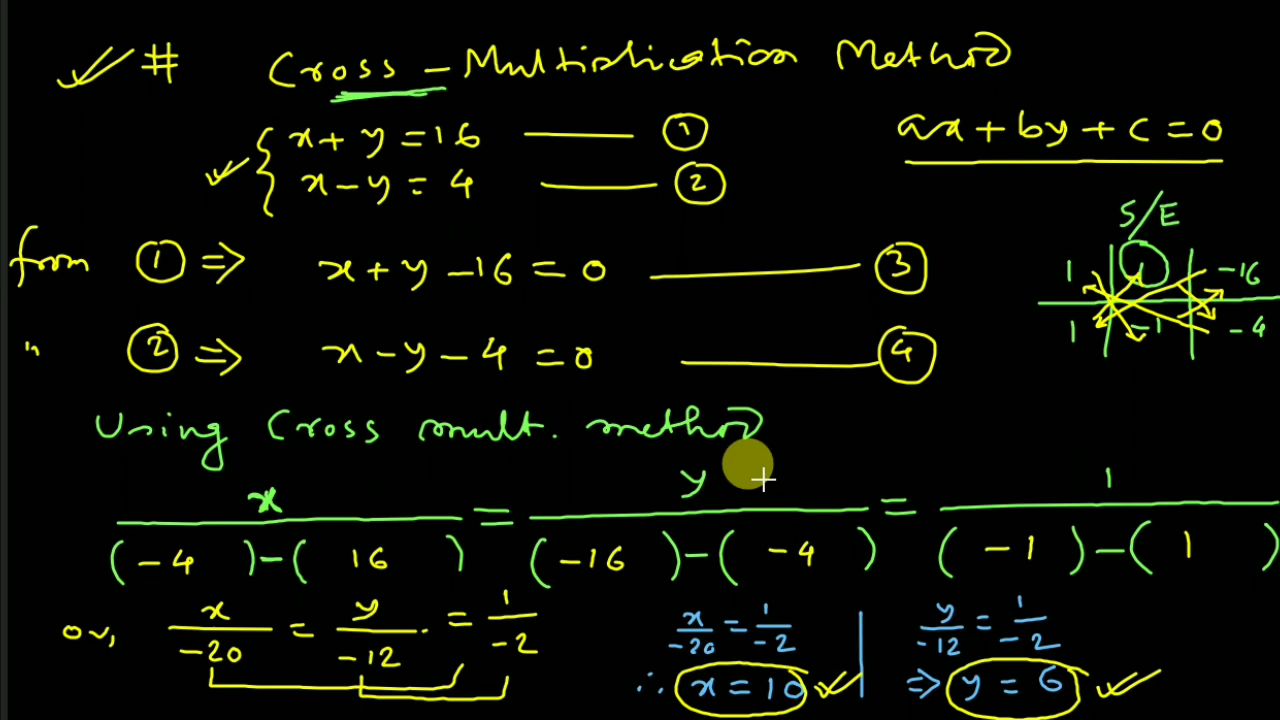 # Cross-Multiplication Method
x + y = 16 —— ①
x - y = 4 —— ②
ax + by + c = 0
S/E
1 1 -16
1 -1 -4
from ① ⇒ x + y - 16 = 0 —— ③
" ② ⇒ x - y - 4 = 0 —— ④
Using Cross mult. method
x/((-4) - (16)) = y/((-16) - (-4)) = 1/((-1) - (1))
or, x/-20 = y/-12 = 1/-2
x/-20 = 1/-2
∴ x = 10
y/-12 = 1/-2
⇒ y = 6